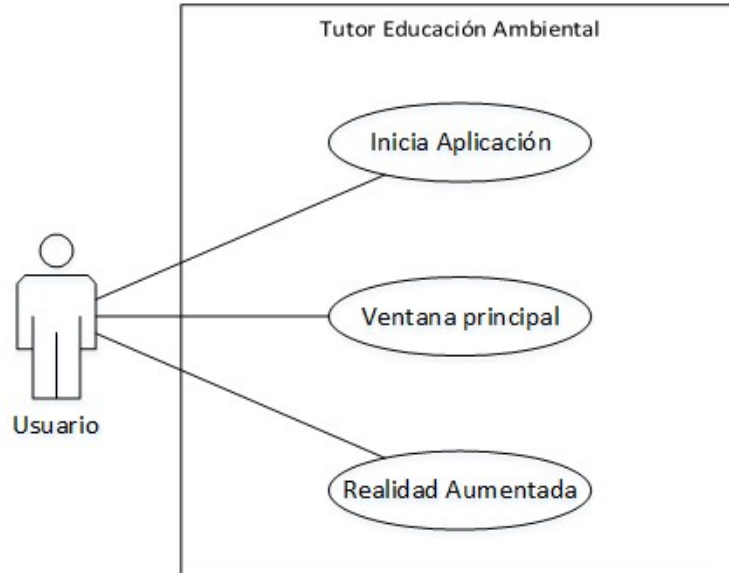 Tutor Educación Ambiental
Inicia Aplicación
Ventana principal
Usuario
Realidad Aumentada